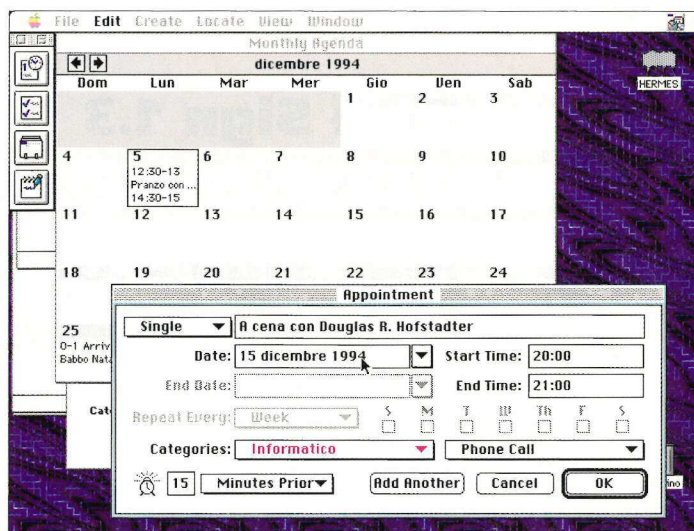 File Edit Create Locate View Window
Monthly Agenda
dicembre 1994
Dom Lun Mar Mer Gio Ven Sab
1 2 3
HERMES
4 5 6 7 8 9 10
12:30-13
Pranzo con ...
14:30-15
11 12 13 14 15 16 17
18 19 20 21 22 23 24
25
0-1 Arriv
Babbo Nata
Cate
Appointment
Single A cena con Douglas R. Hofstadter
Date: 15 dicembre 1994 Start Time: 20:00
End Date: End Time: 21:00
Repeat Every: Week S M T W Th F S
Categories: Informatico Phone Call
15 Minutes Prior Add Another Cancel OK
ino